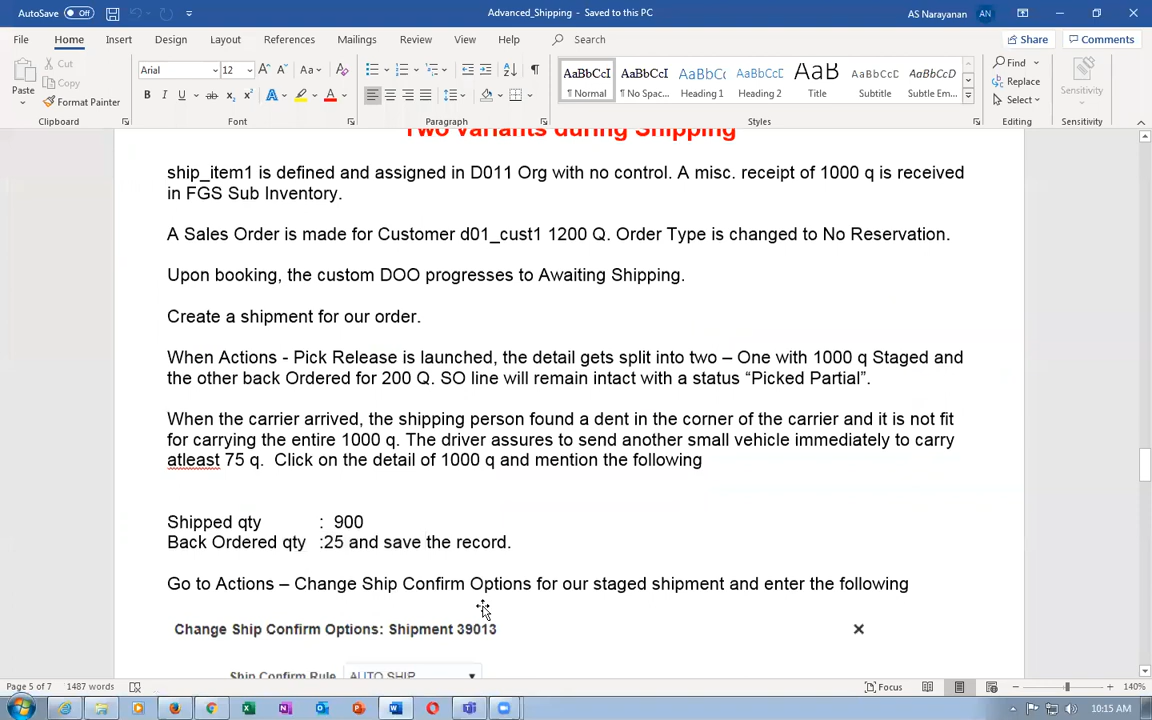 AutoSave Off
Advanced_Shipping - Saved to this PC
AS Narayanan AN
File Home Insert Design Layout References Mailings Review View Help Search
Share Comments
Paste
Cut
Copy
Format Painter
Arial 12
Find
Replace
Select
Sensitivity
AaBbCcI AaBbCcI AaBbCc AaBbCcI AaB AaBbCcI AaBbCcD
¶ Normal ¶ No Spac... Heading 1 Heading 2 Title Subtitle Subtle Em...
Clipboard Font Paragraph Styles Editing Sensitivity
Two Variants during Shipping
ship_item1 is defined and assigned in D011 Org with no control. A misc. receipt of 1000 q is received
in FGS Sub Inventory.
A Sales Order is made for Customer d01_cust1 1200 Q. Order Type is changed to No Reservation.
Upon booking, the custom DOO progresses to Awaiting Shipping.
Create a shipment for our order.
When Actions - Pick Release is launched, the detail gets split into two – One with 1000 q Staged and
the other back Ordered for 200 Q. SO line will remain intact with a status “Picked Partial”.
When the carrier arrived, the shipping person found a dent in the corner of the carrier and it is not fit
for carrying the entire 1000 q. The driver assures to send another small vehicle immediately to carry
atleast 75 q. Click on the detail of 1000 q and mention the following
Shipped qty : 900
Back Ordered qty :25 and save the record.
Go to Actions – Change Ship Confirm Options for our staged shipment and enter the following
Change Ship Confirm Options: Shipment 39013
Ship Confirm Rule AUTO SHIP
Page 5 of 7 1487 words
Focus
140%
10:15 AM